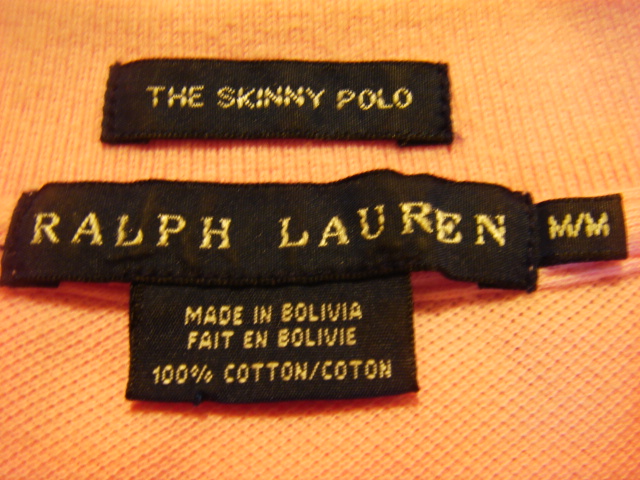 THE SKINNY POLO
RALPH LAUREN
M/M
MADE IN BOLIVIA
FAIT EN BOLIVIE
100% COTTON/COTON